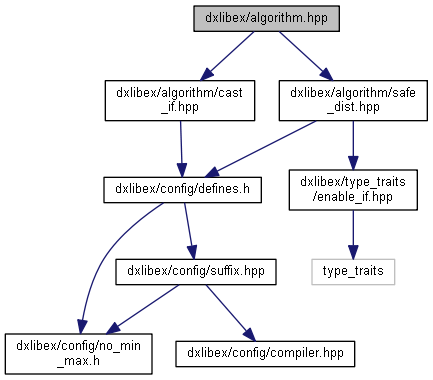 dxlibex/algorithm.hpp
dxlibex/algorithm/cast
_if.hpp
dxlibex/algorithm/safe
_dist.hpp
dxlibex/config/defines.h
dxlibex/type_traits
/enable_if.hpp
dxlibex/config/suffix.hpp
type_traits
dxlibex/config/no_min
_max.h
dxlibex/config/compiler.hpp